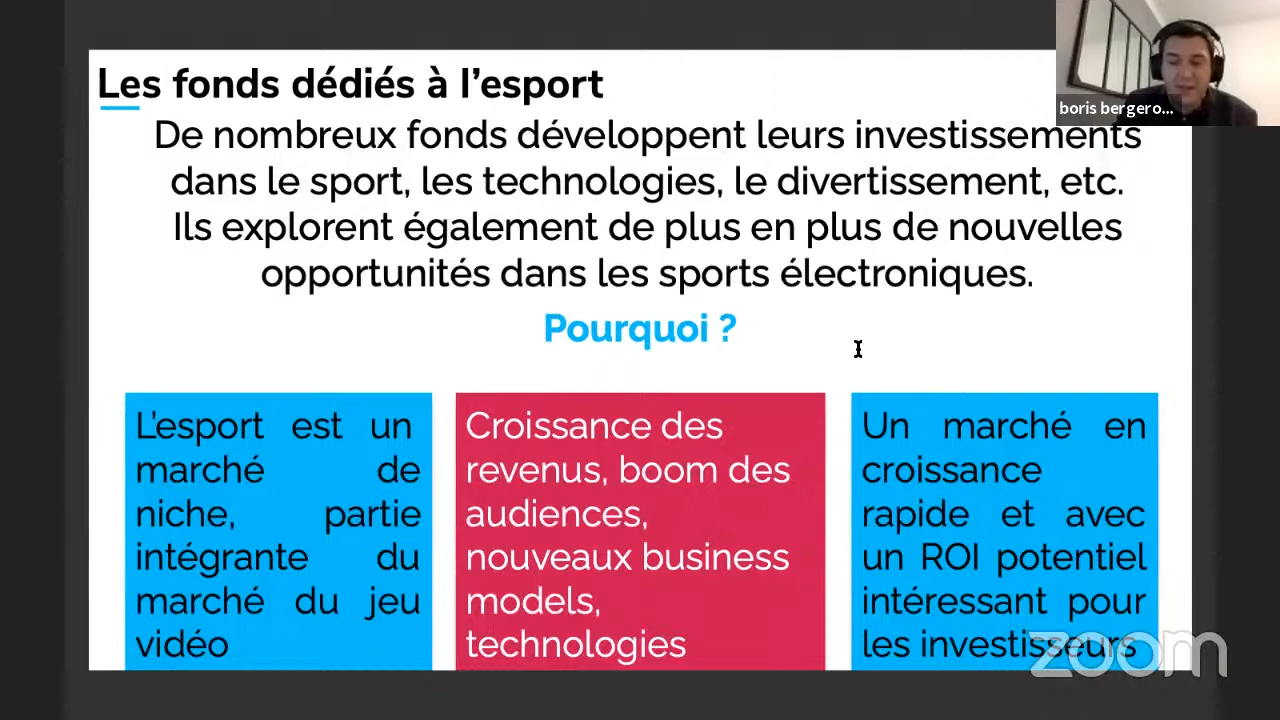 Les fonds dédiés à l'esport
boris bergero...
De nombreux fonds développent leurs investissements
dans le sport, les technologies, le divertissement, etc.
Ils explorent également de plus en plus de nouvelles
opportunités dans les sports électroniques.
Pourquoi ?
L'esport est un
marché de
niche, partie
intégrante du
marché du jeu
vidéo
Croissance des
revenus, boom des
audiences,
nouveaux business
models,
technologies
Un marché en
croissance
rapide et avec
un ROI potentiel
intéressant pour
les investisseurs
zoom